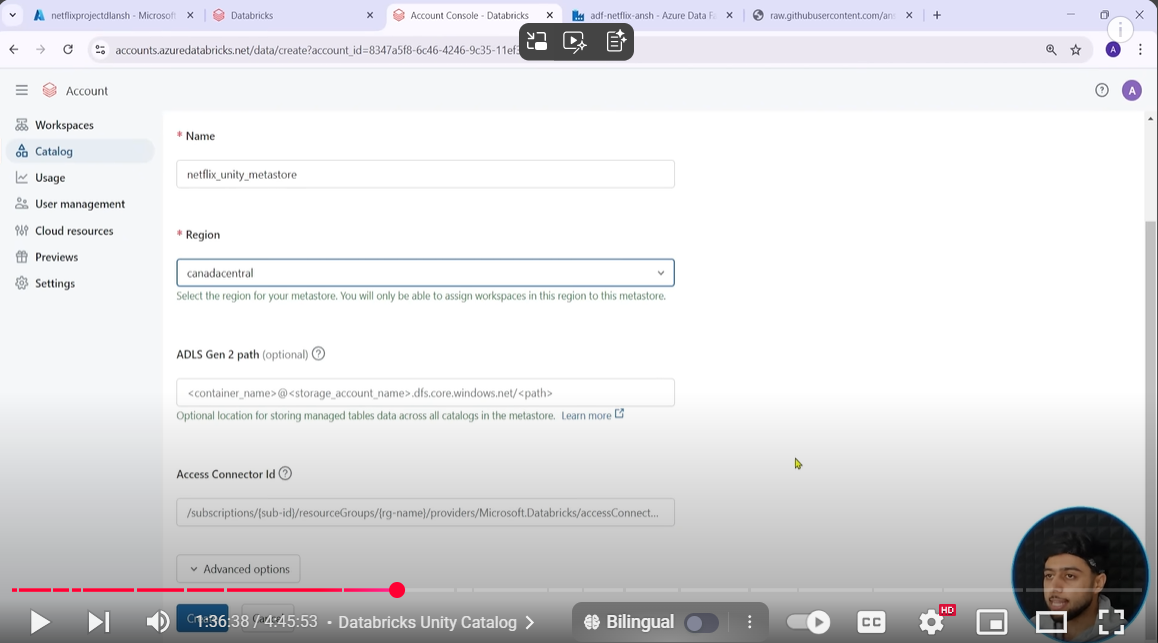 netflixprojectdlansh - Microsof
Databricks
Account Console - Databricks
adf-netflix-ansh - Azure Data Fa
raw.githubusercontent.com/an
accounts.azuredatabricks.net/data/create?account_id=8347a5f8-6c46-4246-9c35-11ef
A
Account
A
Workspaces
Catalog
Usage
User management
Cloud resources
Previews
Settings
* Name
netflix_unity_metastore
* Region
canadacentral
Select the region for your metastore. You will only be able to assign workspaces in this region to this metastore.
ADLS Gen 2 path (optional)
<container_name>@<storage_account_name>.dfs.core.windows.net/<path>
Optional location for storing managed tables data across all catalogs in the metastore. Learn more
Access Connector Id
/subscriptions/{sub-id}/resourceGroups/{rg-name}/providers/Microsoft.Databricks/accessConnect...
Advanced options
1:36:38 / 4:45:53 • Databricks Unity Catalog
Bilingual
CC
HD